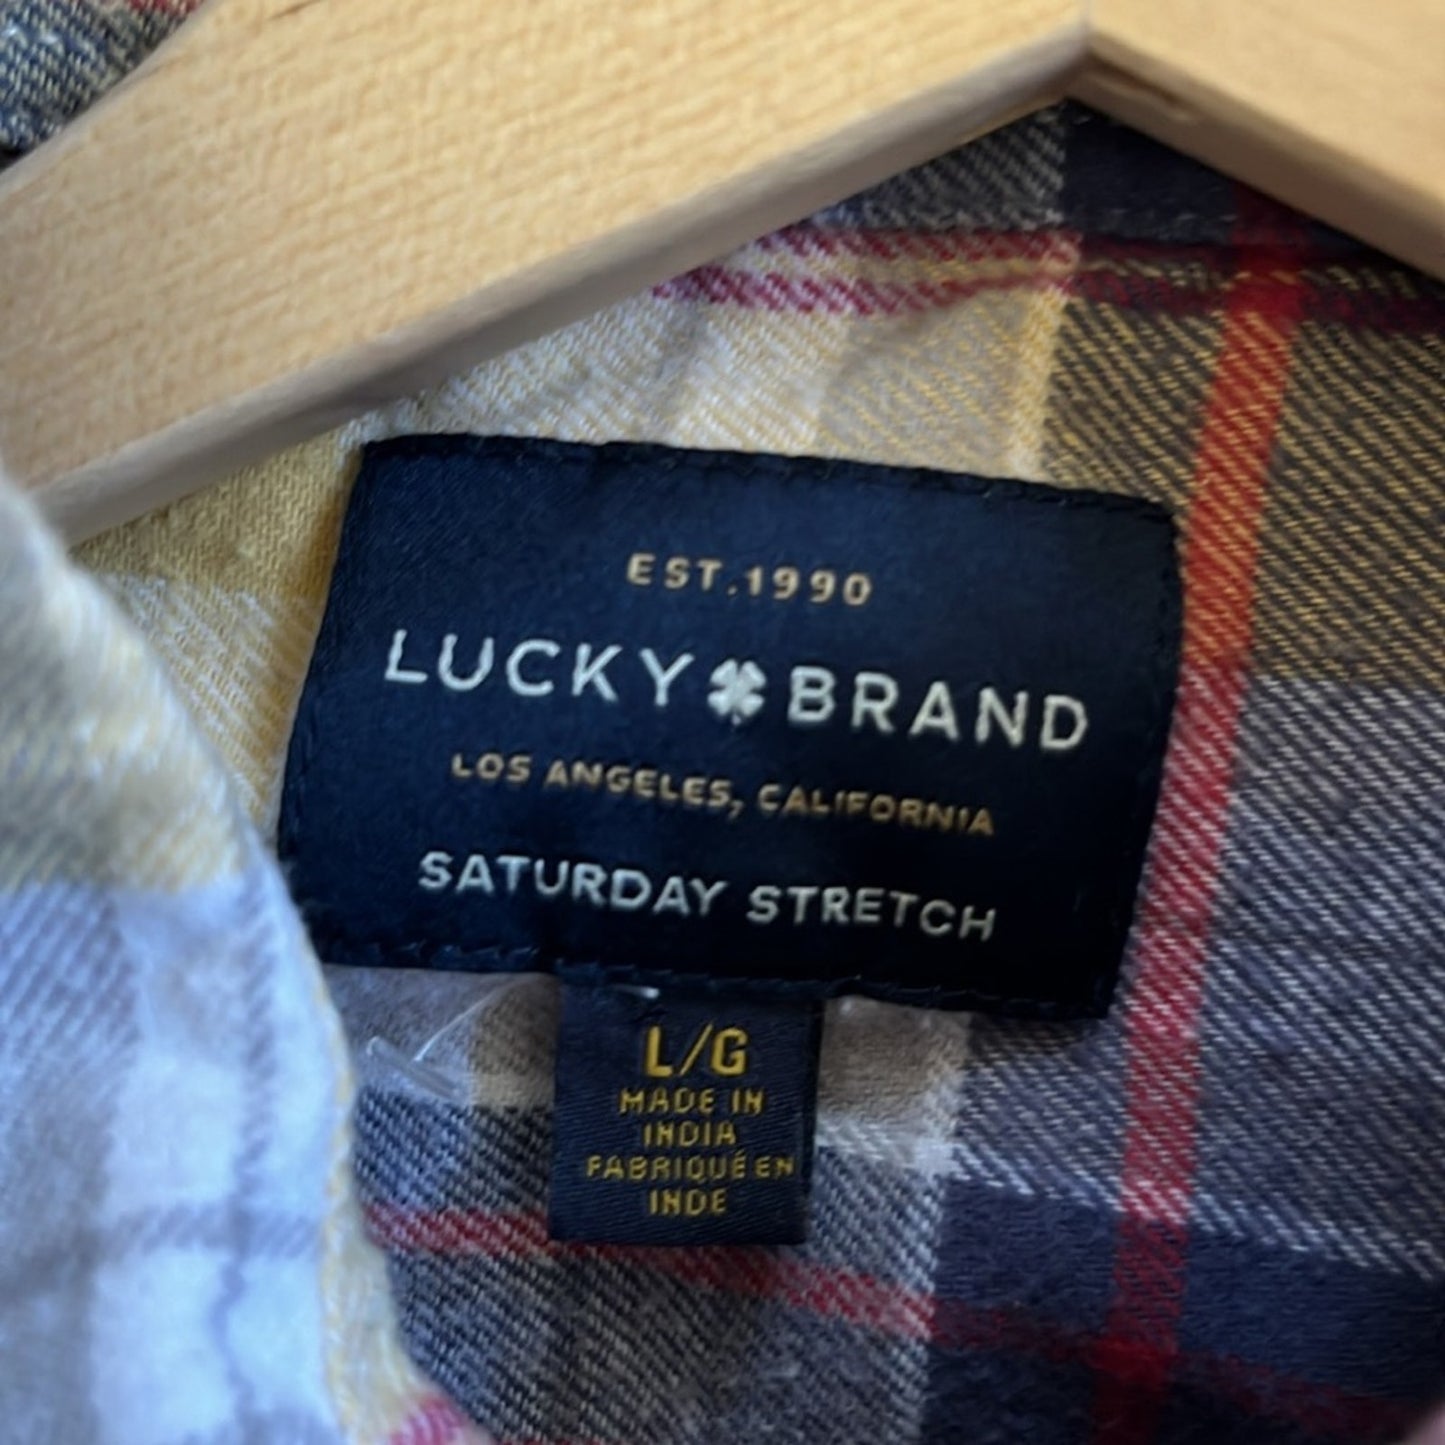 EST.1990
LUCKY BRAND
LOS ANGELES, CALIFORNIA
SATURDAY STRETCH
L/G
MADE IN
INDIA
FABRIQUÉ EN
INDE